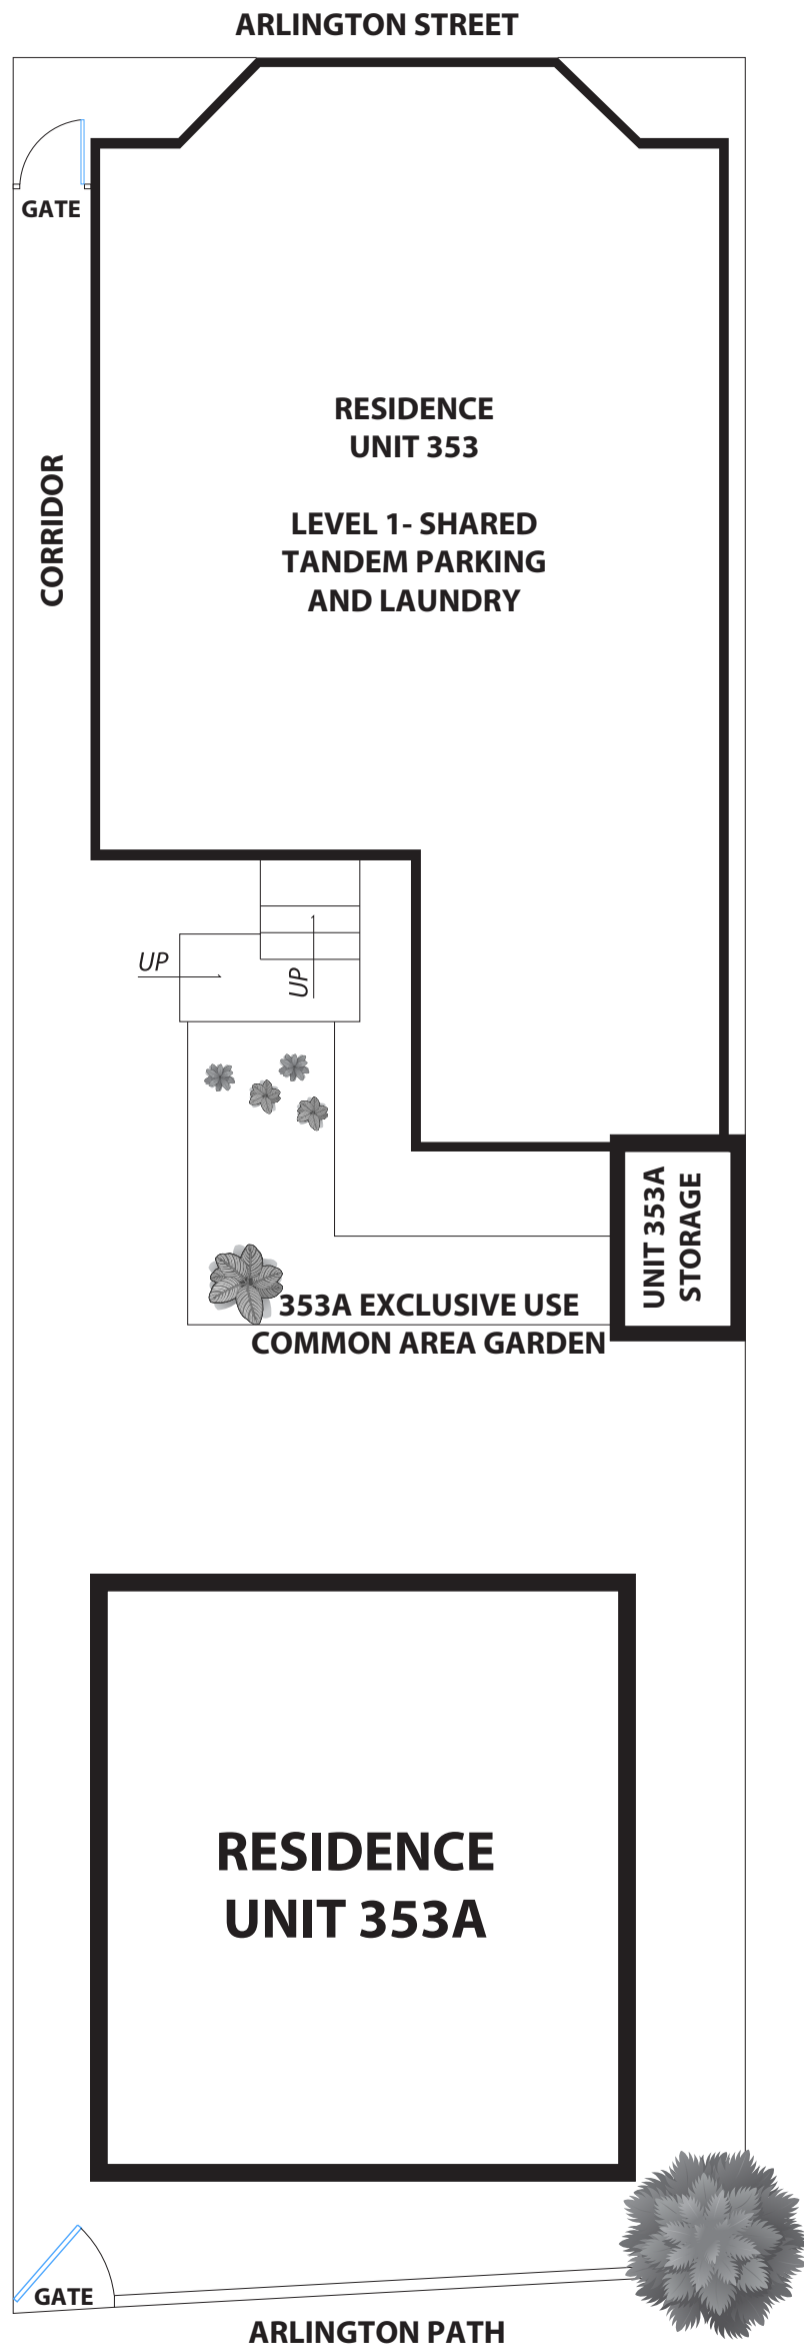 ARLINGTON STREET
GATE
RESIDENCE
UNIT 353
LEVEL 1- SHARED
TANDEM PARKING
AND LAUNDRY
CORRIDOR
UP
UP
UNIT 353A
STORAGE
353A EXCLUSIVE USE
COMMON AREA GARDEN
RESIDENCE
UNIT 353A
GATE
ARLINGTON PATH